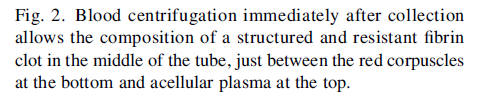 Fig. 2. Blood centrifugation immediately after collection
allows the composition of a structured and resistant fibrin
clot in the middle of the tube, just between the red corpuscles
at the bottom and acellular plasma at the top.